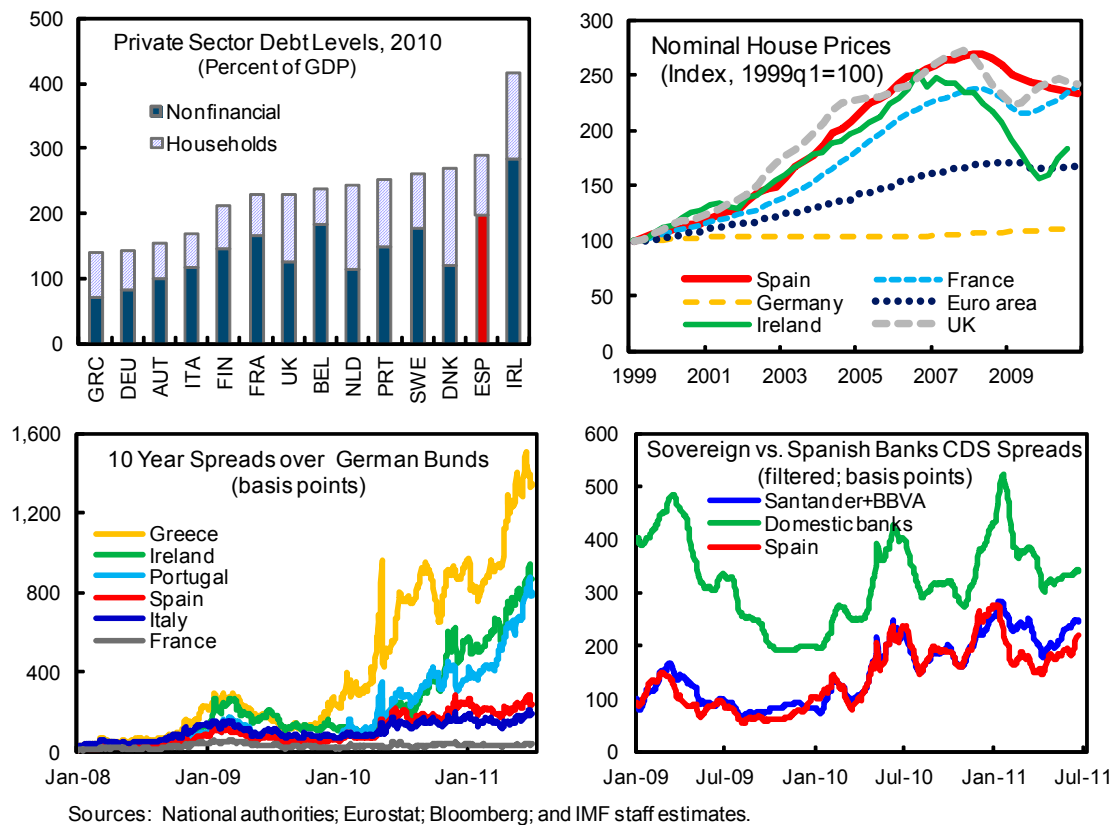 Private Sector Debt Levels, 2010
(Percent of GDP)
Nonfinancial
Households
500
400
300
200
100
0
GRC
DEU
AUT
ITA
FIN
FRA
UK
BEL
NLD
PRT
SWE
DNK
ESP
IRL
Nominal House Prices
(Index, 1999q1=100)
300
250
200
150
100
50
0
Spain
France
Germany
Euro area
Ireland
UK
1999 2001 2003 2005 2007 2009
10 Year Spreads over German Bunds
(basis points)
1,600
1,200
800
400
0
Greece
Ireland
Portugal
Spain
Italy
France
Jan-08 Jan-09 Jan-10 Jan-11
Sovereign vs. Spanish Banks CDS Spreads
(filtered; basis points)
Santander+BBVA
Domestic banks
Spain
600
500
400
300
200
100
0
Jan-09 Jul-09 Jan-10 Jul-10 Jan-11 Jul-11
Sources: National authorities; Eurostat; Bloomberg; and IMF staff estimates.